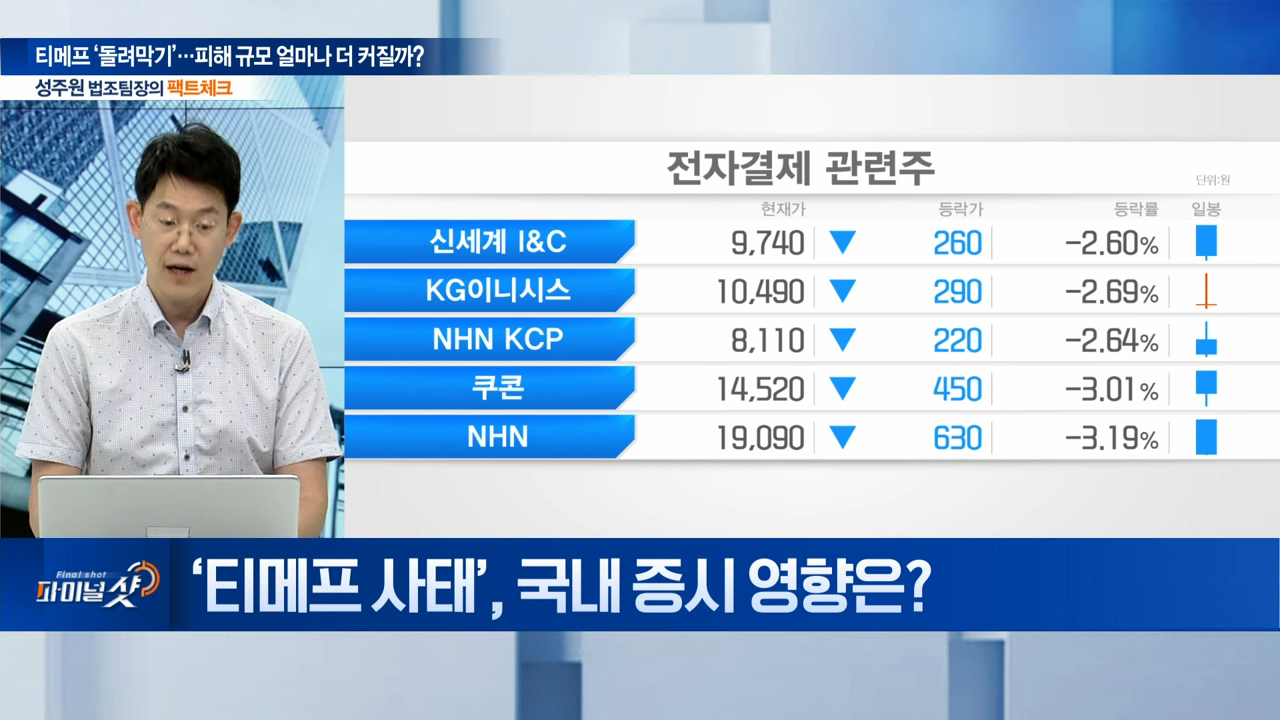 티메프 ‘돌려막기’…피해 규모 얼마나 더 커질까?
성주원 법조팀장의 팩트체크
전자결제 관련주
단위:원
현재가 등락가 등락률 일봉
신세계 I&C 9,740 ▼ 260 -2.60%
KG이니시스 10,490 ▼ 290 -2.69%
NHN KCP 8,110 ▼ 220 -2.64%
쿠콘 14,520 ▼ 450 -3.01%
NHN 19,090 ▼ 630 -3.19%
Final shot
파이널샷
‘티메프 사태’, 국내 증시 영향은?